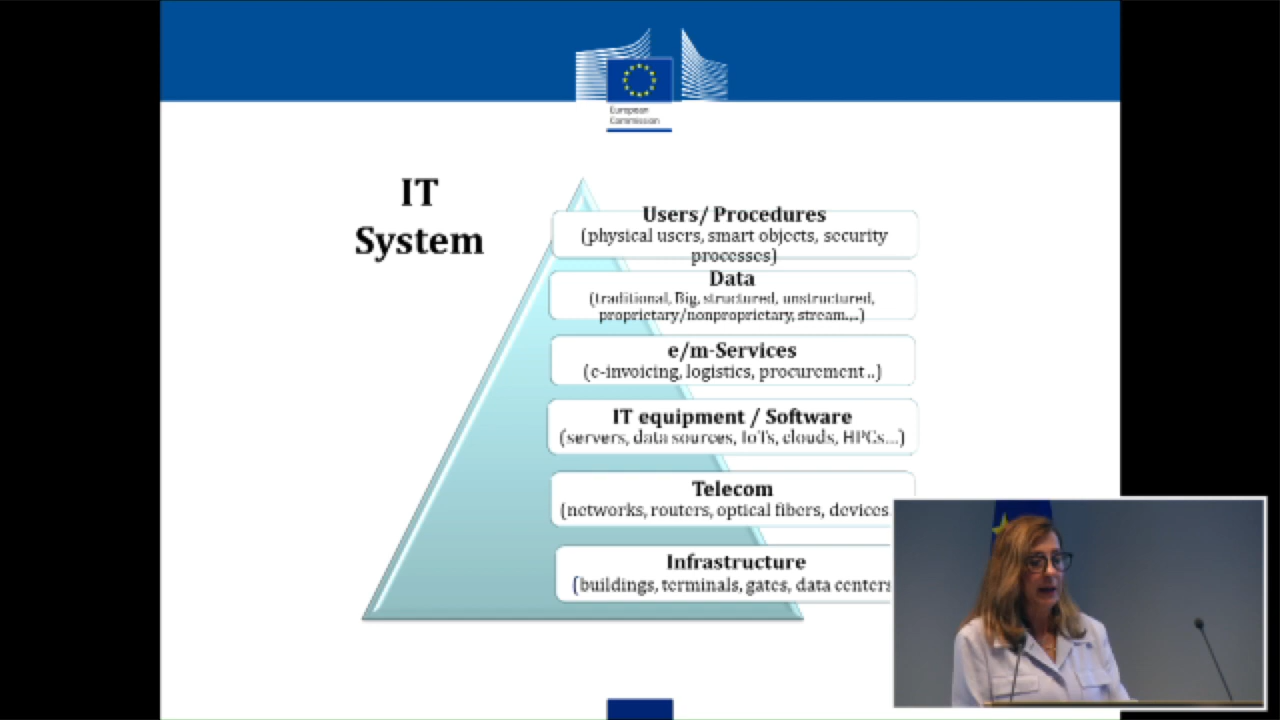 European
Commission
IT
System
Users/ Procedures
(physical users, smart objects, security
processes)
Data
(traditional, Big, structured, unstructured,
proprietary/nonproprietary, stream...)
e/m-Services
(e-invoicing, logistics, procurement..)
IT equipment / Software
(servers, data sources, IoTs, clouds, HPCs...)
Telecom
(networks, routers, optical fibers, devices
Infrastructure
(buildings, terminals, gates, data centers